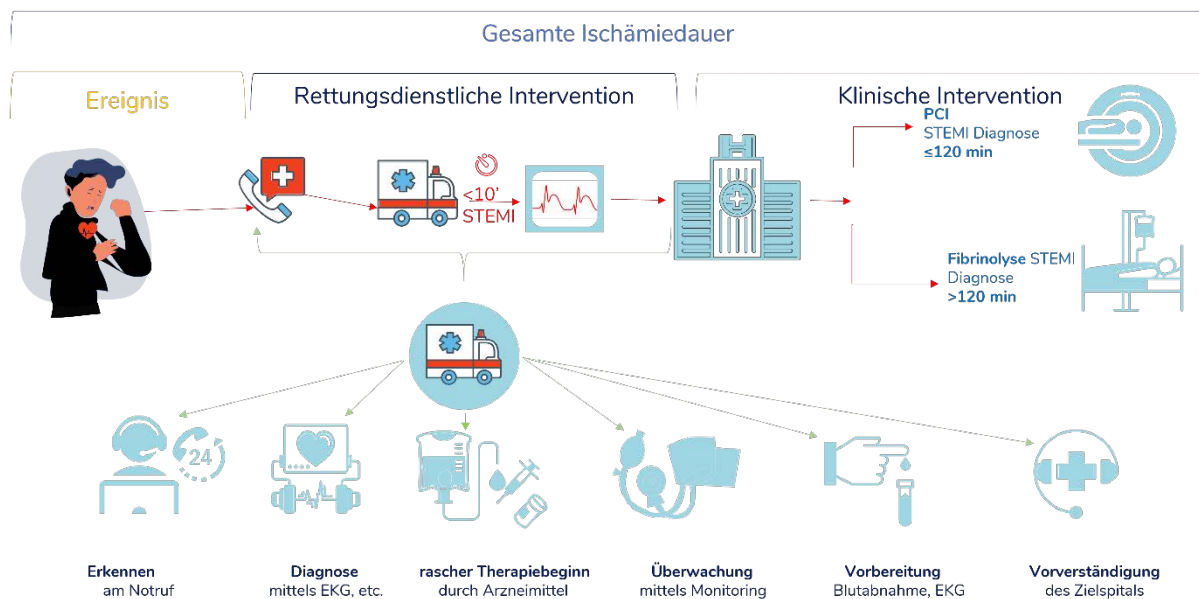 Gesamte Ischämiedauer
Ereignis
Rettungsdienstliche Intervention
Klinische Intervention
<10'
STEMI
PCI
STEMI Diagnose
≤120 min
Fibrinolyse STEMI
Diagnose
>120 min
24
Erkennen
am Notruf
Diagnose
mittels EKG, etc.
rascher Therapiebeginn
durch Arzneimittel
Überwachung
mittels Monitoring
Vorbereitung
Blutabnahme, EKG
Vorverständigung
des Zielspitals